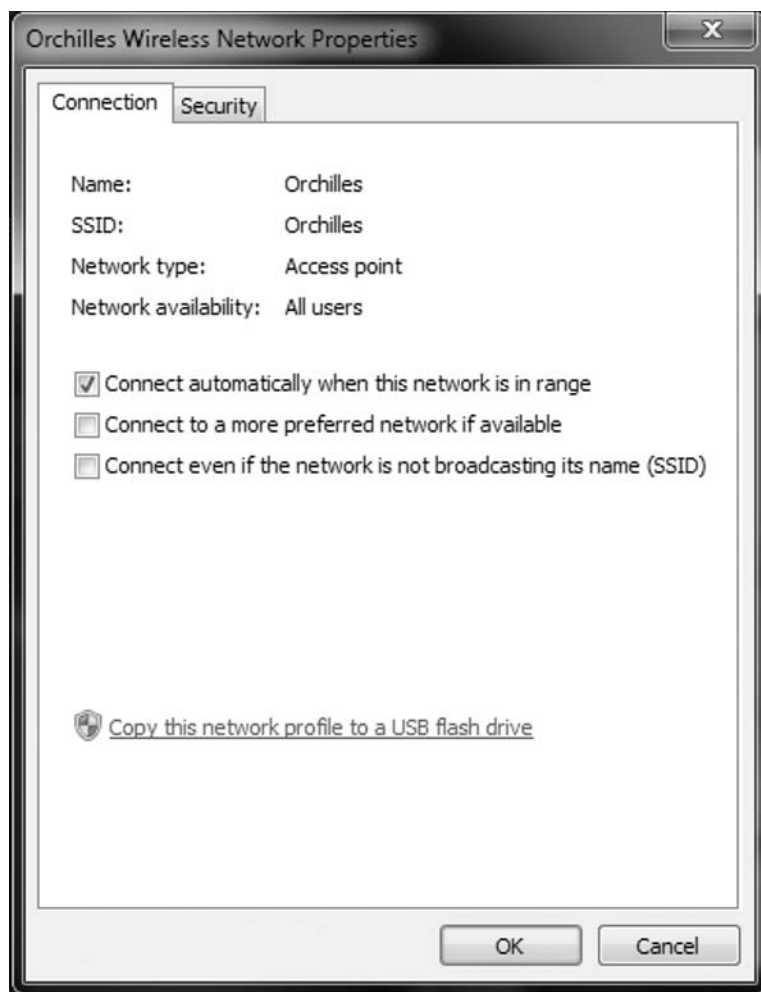 Orchilles Wireless Network Properties
X
Connection Security
Name: Orchilles
SSID: Orchilles
Network type: Access point
Network availability: All users
Connect automatically when this network is in range
Connect to a more preferred network if available
Connect even if the network is not broadcasting its name (SSID)
Copy this network profile to a USB flash drive
OK Cancel